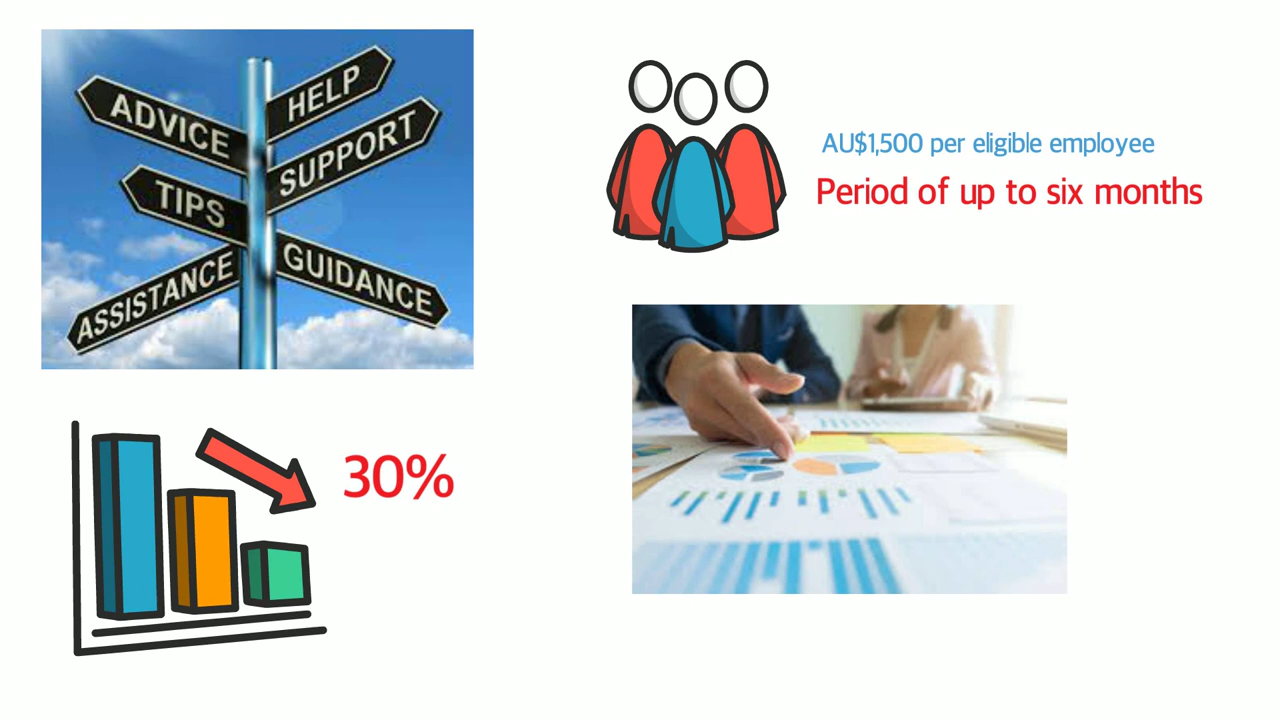 ADVICE
HELP
SUPPORT
TIPS
GUIDANCE
ASSISTANCE
AU$1,500 per eligible employee
Period of up to six months
30%